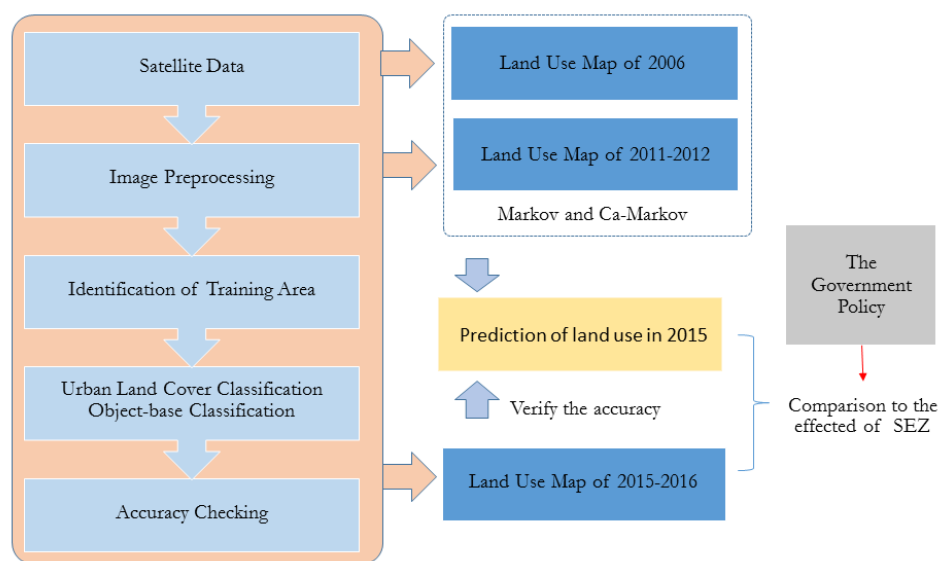 Satellite Data
Image Preprocessing
Identification of Training Area
Urban Land Cover Classification
Object-base Classification
Accuracy Checking
Land Use Map of 2006
Land Use Map of 2011-2012
Markov and Ca-Markov
Prediction of land use in 2015
Verify the accuracy
Land Use Map of 2015-2016
The
Government
Policy
Comparison to the
effected of SEZ